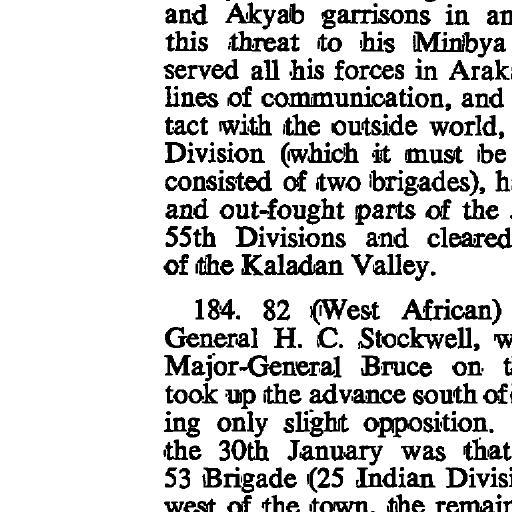 and Akyab garrisons in an
this threat to his Minbya
served all his forces in Arak
lines of communication, and
tact with the outside world,
Division (which it must be
consisted of two brigades), h
and out-fought parts of the
55th Divisions and cleared
of the Kaladan Valley.
184. 82 (West African)
General H. C. Stockwell, w
Major-General Bruce on t
took up the advance south of
ing only slight opposition.
the 30th January was that
53 Brigade (25 Indian Divisi
west of the town, the remain